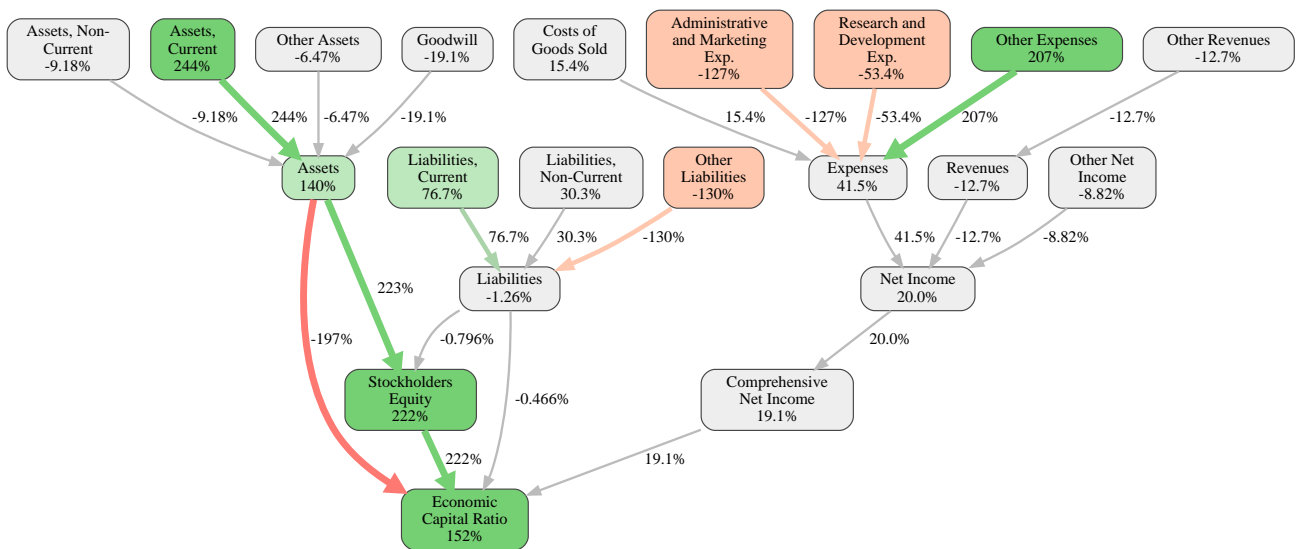 Assets, Non-
Current
-9.18%
Assets,
Current
244%
Other Assets
-6.47%
Goodwill
-19.1%
Costs of
Goods Sold
15.4%
Administrative
and Marketing
Exp.
-127%
Research and
Development
Exp.
-53.4%
Other Expenses
207%
Other Revenues
-12.7%
-9.18%
244%
-6.47%
-19.1%
15.4%
-127%
-53.4%
207%
-12.7%
Assets
140%
Liabilities,
Current
76.7%
Liabilities,
Non-Current
30.3%
Other
Liabilities
-130%
Expenses
41.5%
Revenues
-12.7%
Other Net
Income
-8.82%
76.7%
30.3%
-130%
41.5%
-12.7%
-8.82%
223%
Liabilities
-1.26%
Net Income
20.0%
-197%
-0.796%
20.0%
Stockholders
Equity
222%
-0.466%
Comprehensive
Net Income
19.1%
222%
19.1%
Economic
Capital Ratio
152%